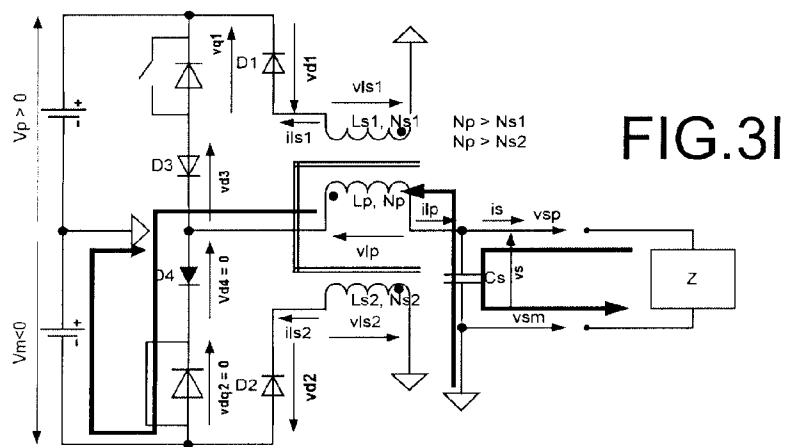 vq1
D1
vd1
vls1
ils1
Ls1, Ns1
Np > Ns1
Np > Ns2
FIG.3I
Vp > 0
+
-
D3
vd3
Lp, Np
ilp
is
vsp
vlp
D4
Vd4 = 0
Cs
vs
Z
Ls2, Ns2
vsm
ils2
vls2
Vm<0
+
-
vdq2 = 0
D2
vd2